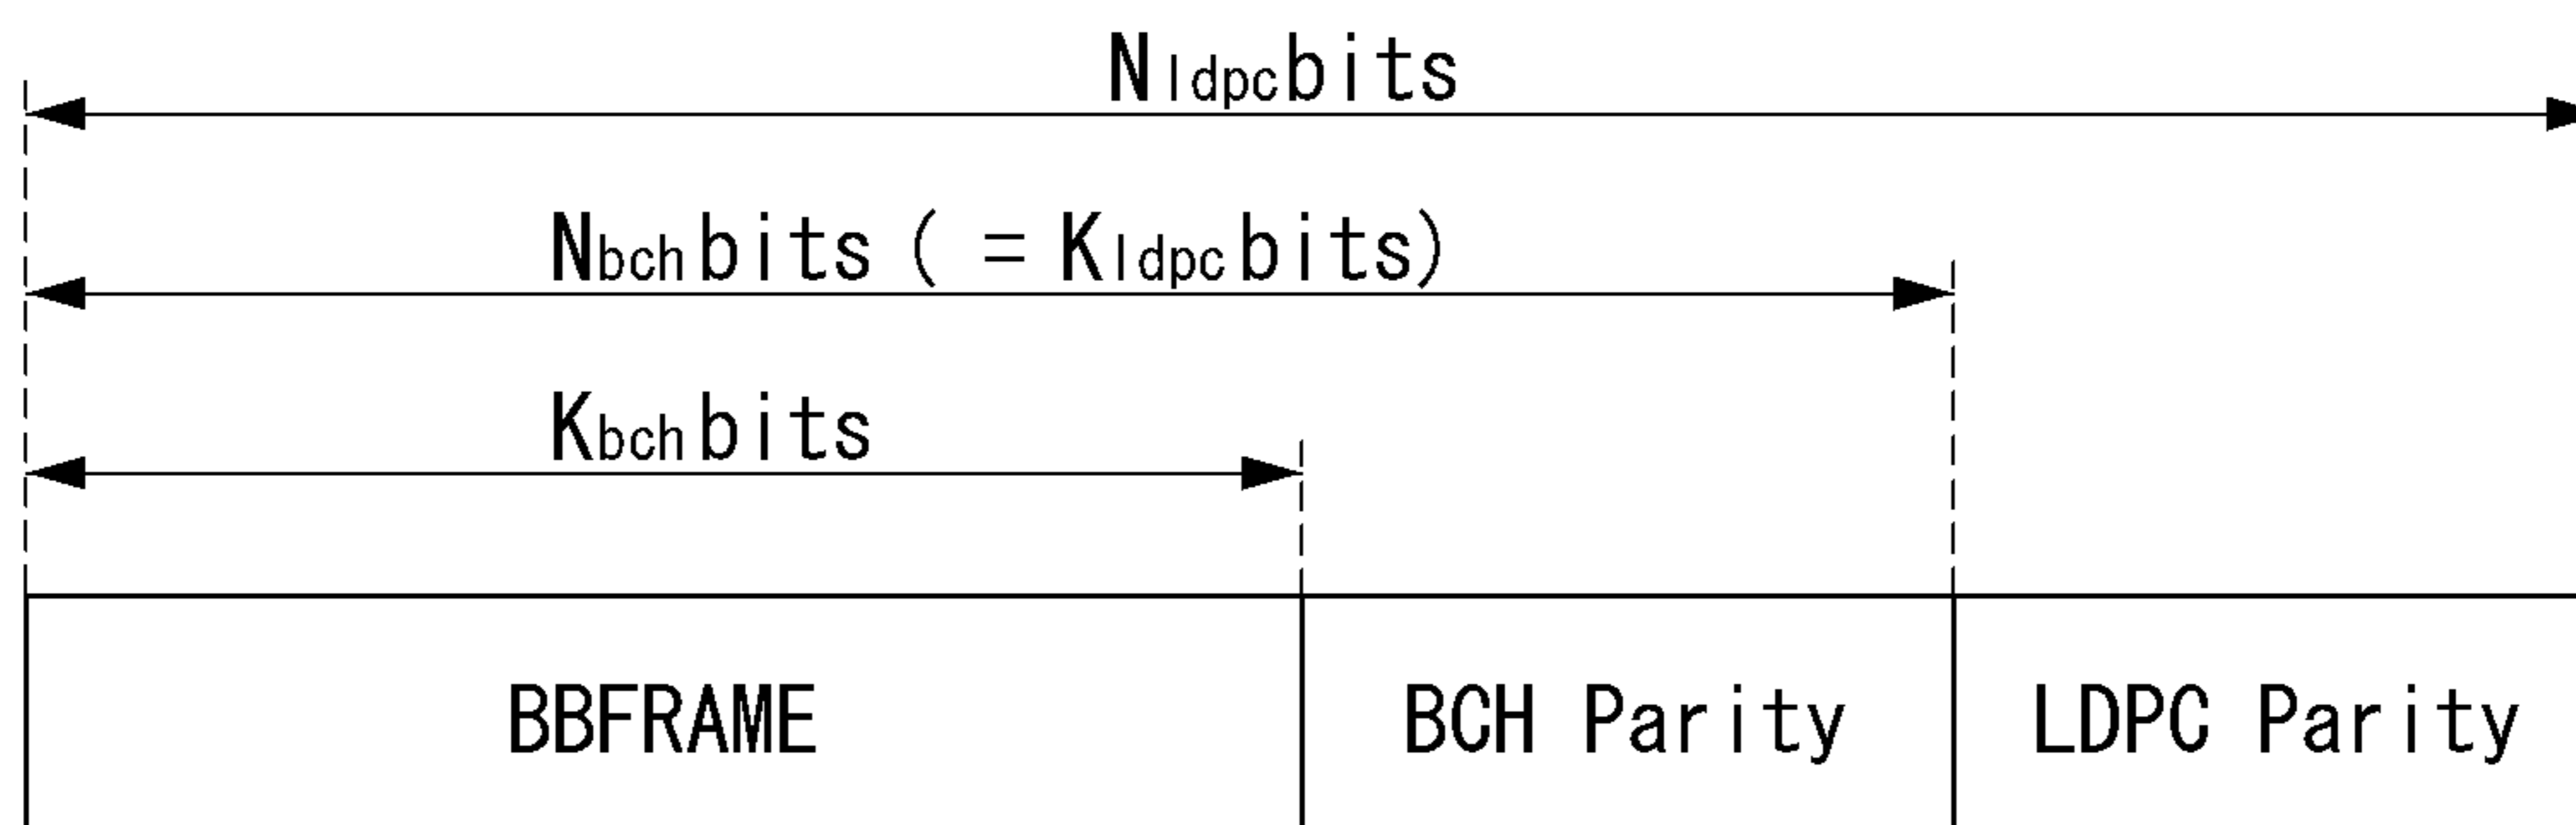 Nldpcbits
Nbchbits ( = Kldpcbits)
Kbchbits
BBFRAME BCH Parity LDPC Parity